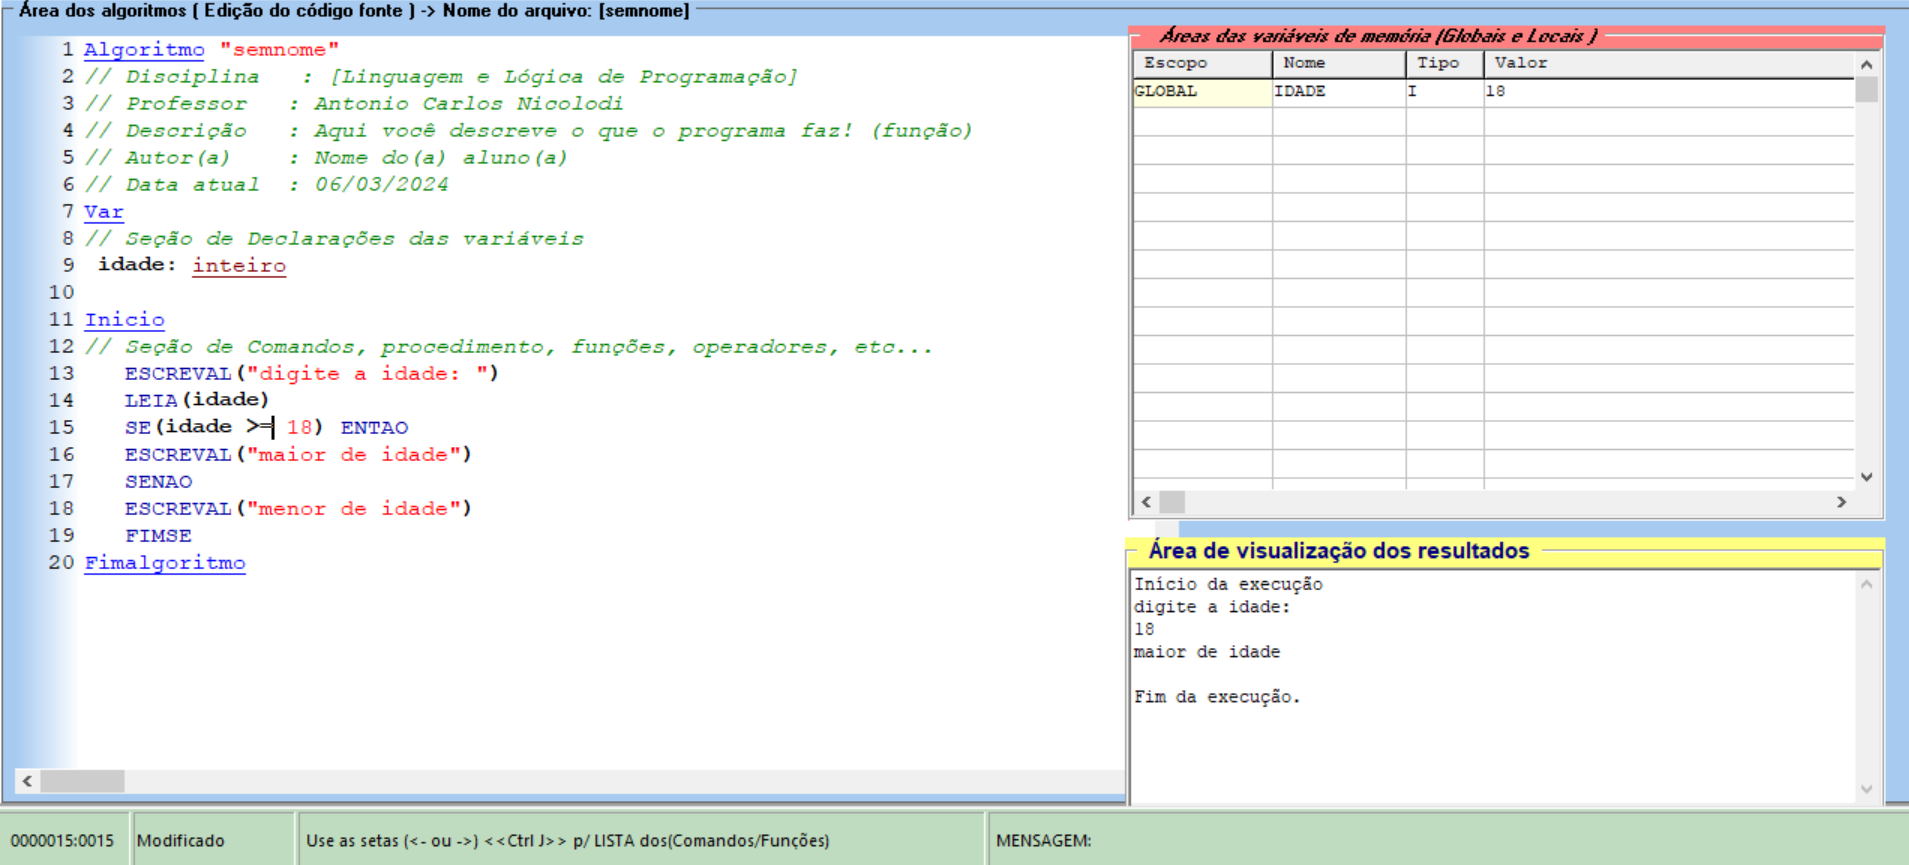 Área dos algoritmos ( Edição do código fonte ) -> Nome do arquivo: [semnome]
1 Algoritmo "semnome"
2 // Disciplina   : [Linguagem e Lógica de Programação]
3 // Professor   : Antonio Carlos Nicolodi
4 // Descrição   : Aqui você descreve o que o programa faz! (função)
5 // Autor(a)    : Nome do(a) aluno(a)
6 // Data atual  : 06/03/2024
7 Var
8 // Seção de Declarações das variáveis
9  idade: inteiro
10
11 Inicio
12 // Seção de Comandos, procedimento, funções, operadores, etc...
13    ESCREVAL("digite a idade: ")
14    LEIA(idade)
15    SE(idade >= 18) ENTAO
16    ESCREVAL("maior de idade")
17    SENAO
18    ESCREVAL("menor de idade")
19    FIMSE
20 Fimalgoritmo
Áreas das variáveis de memória (Globais e Locais )
Escopo Nome Tipo Valor
GLOBAL IDADE I 18
Área de visualização dos resultados
Início da execução
digite a idade:
18
maior de idade
Fim da execução.
0000015:0015 Modificado Use as setas (<- ou ->) <<Ctrl J>> p/ LISTA dos(Comandos/Funções) MENSAGEM: